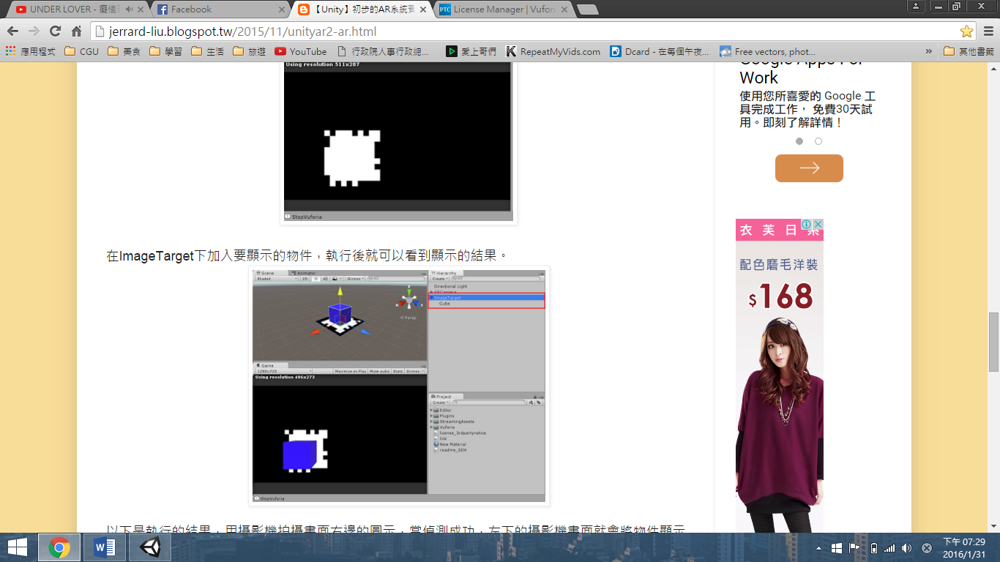 UNDER LOVER - 癡情
Facebook
【Unity】初步的AR系統
License Manager | Vufori
jerrard-liu.blogspot.tw/2015/11/unityar2-ar.html
應用程式
CGU
美食
學習
生活
旅遊
YouTube
行政院人事行政總...
愛上哥們
RepeatMyVids.com
Dcard - 在每個午夜...
Free vectors, phot...
»
其他書籤
Using resolution 511x287
StopVuforia
Google Apps For
Work
使用您所喜愛的 Google 工
具完成工作， 免費30天試
用。即刻了解詳情！
在ImageTarget下加入要顯示的物件，執行後就可以看到顯示的結果。
Scene
Animator
Shaded
2D
Gizmos
Persp
Game
1280x720
Maximize on Play
Mute audio
Stats
Gizmos
Using resolution 486x273
StopVuforia
Hierarchy
Create
Directional Light
ARCamera
ImageTarget
Cube
Project
Create
Editor
Plugins
StreamingAssets
Vuforia
license_3rdpartynotice
link
New Material
readme_SDK
衣芙日系
配色磨毛洋裝
$168
以下是執行的結果，用攝影機拍攝畫面右邊的圖示，當偵測成功，左下的攝影機畫面就會將物件顯示
下午 07:29
2016/1/31